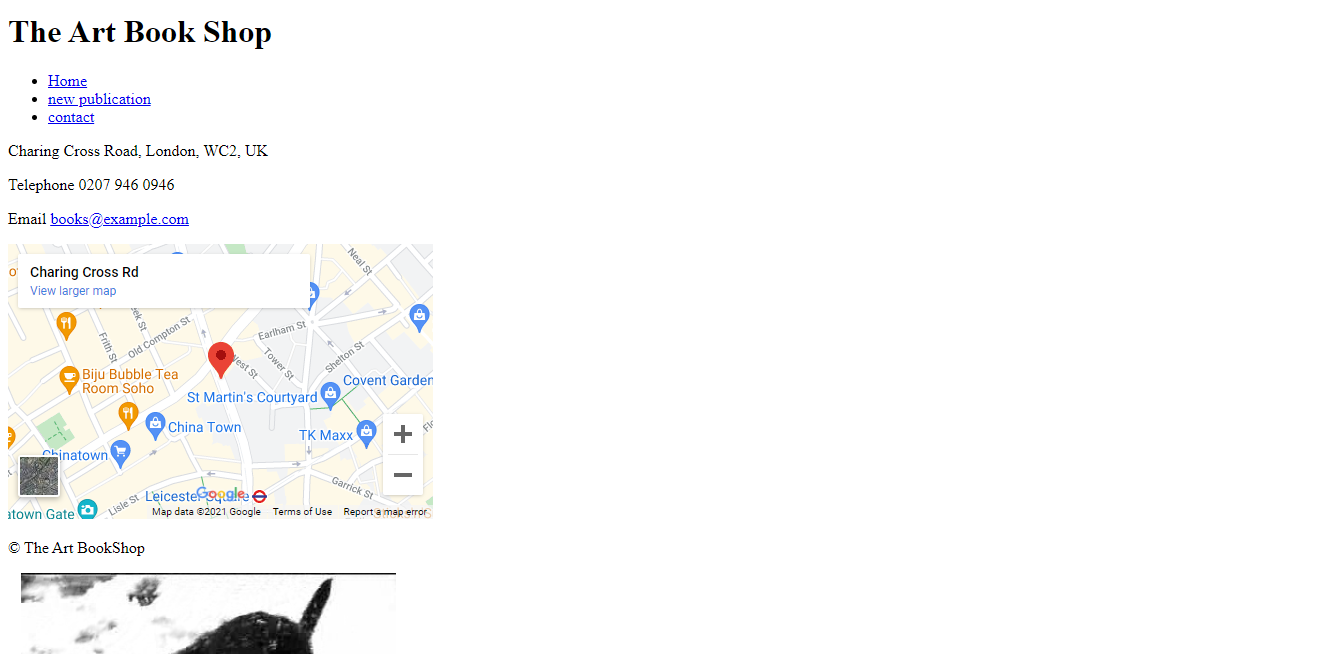 The Art Book Shop
Home
new publication
contact
Charing Cross Road, London, WC2, UK
Telephone 0207 946 0946
Email books@example.com
Charing Cross Rd
View larger map
Neal St
Earlham St
Old Compton St
Frith St
West St
Tower St
Shelton St
Biju Bubble Tea
Room Soho
Covent Garden
St Martin's Courtyard
China Town
TK Maxx
Chinatown
Garrick St
Leicester Square
Google
Lisle St
atown Gate
Map data ©2021 Google
Terms of Use
Report a map error
© The Art BookShop